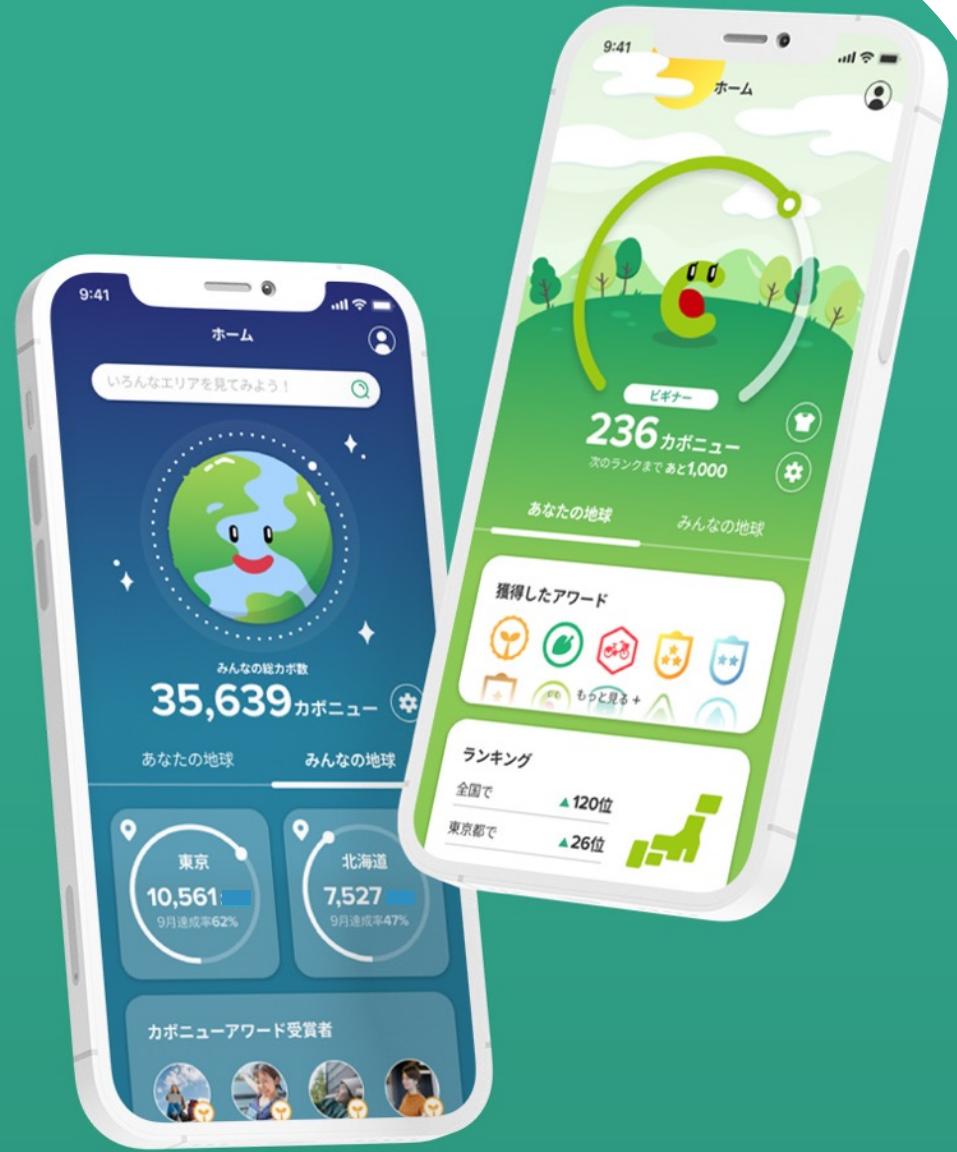 9:41
ホーム
いろんなエリアを見てみよう！
みんなの総カボ数
35,639カボニュー
あなたの地球
みんなの地球
東京
10,561
9月達成率62%
北海道
7,527
9月達成率47%
カボニューアワード受賞者
9:41
ホーム
ビギナー
236カボニュー
次のランクまで あと1,000
あなたの地球
みんなの地球
獲得したアワード
もっと見る +
ランキング
全国で
▲120位
東京都で
▲26位